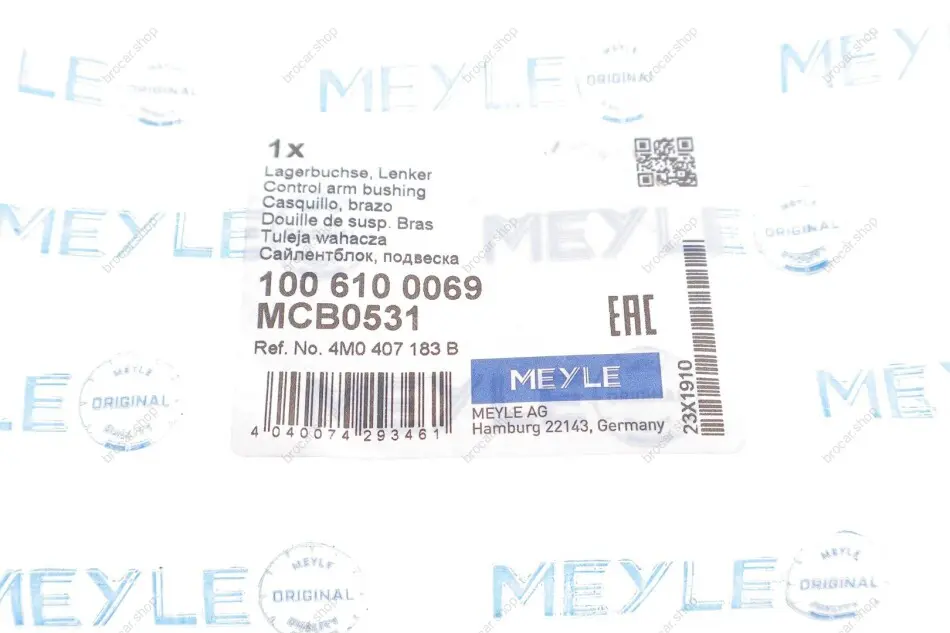 MEYLE
ORIGINAL
MEYLE
MEYLE
ORIGINAL
MEYLE
1x
Lagerbuchse, Lenker
Control arm bushing
Casquillo, brazo
Douille de susp. Bras
Tuleja wahacza
Сайлентблок, подвеска
100 610 0069
MCB0531
Ref. No. 4M0 407 183 B
4 040074 293461
EAC
MEYLE
MEYLE AG
Hamburg 22143, Germany
23X1910
MEYLE
MEYLE
ORIGINAL
MEYLE
ORIGINAL
MEYLE
MEYLE
MEYLE
ORIGINAL
MEYLE
MEYLE
ORIGINAL
QUALITY
brocar.shop